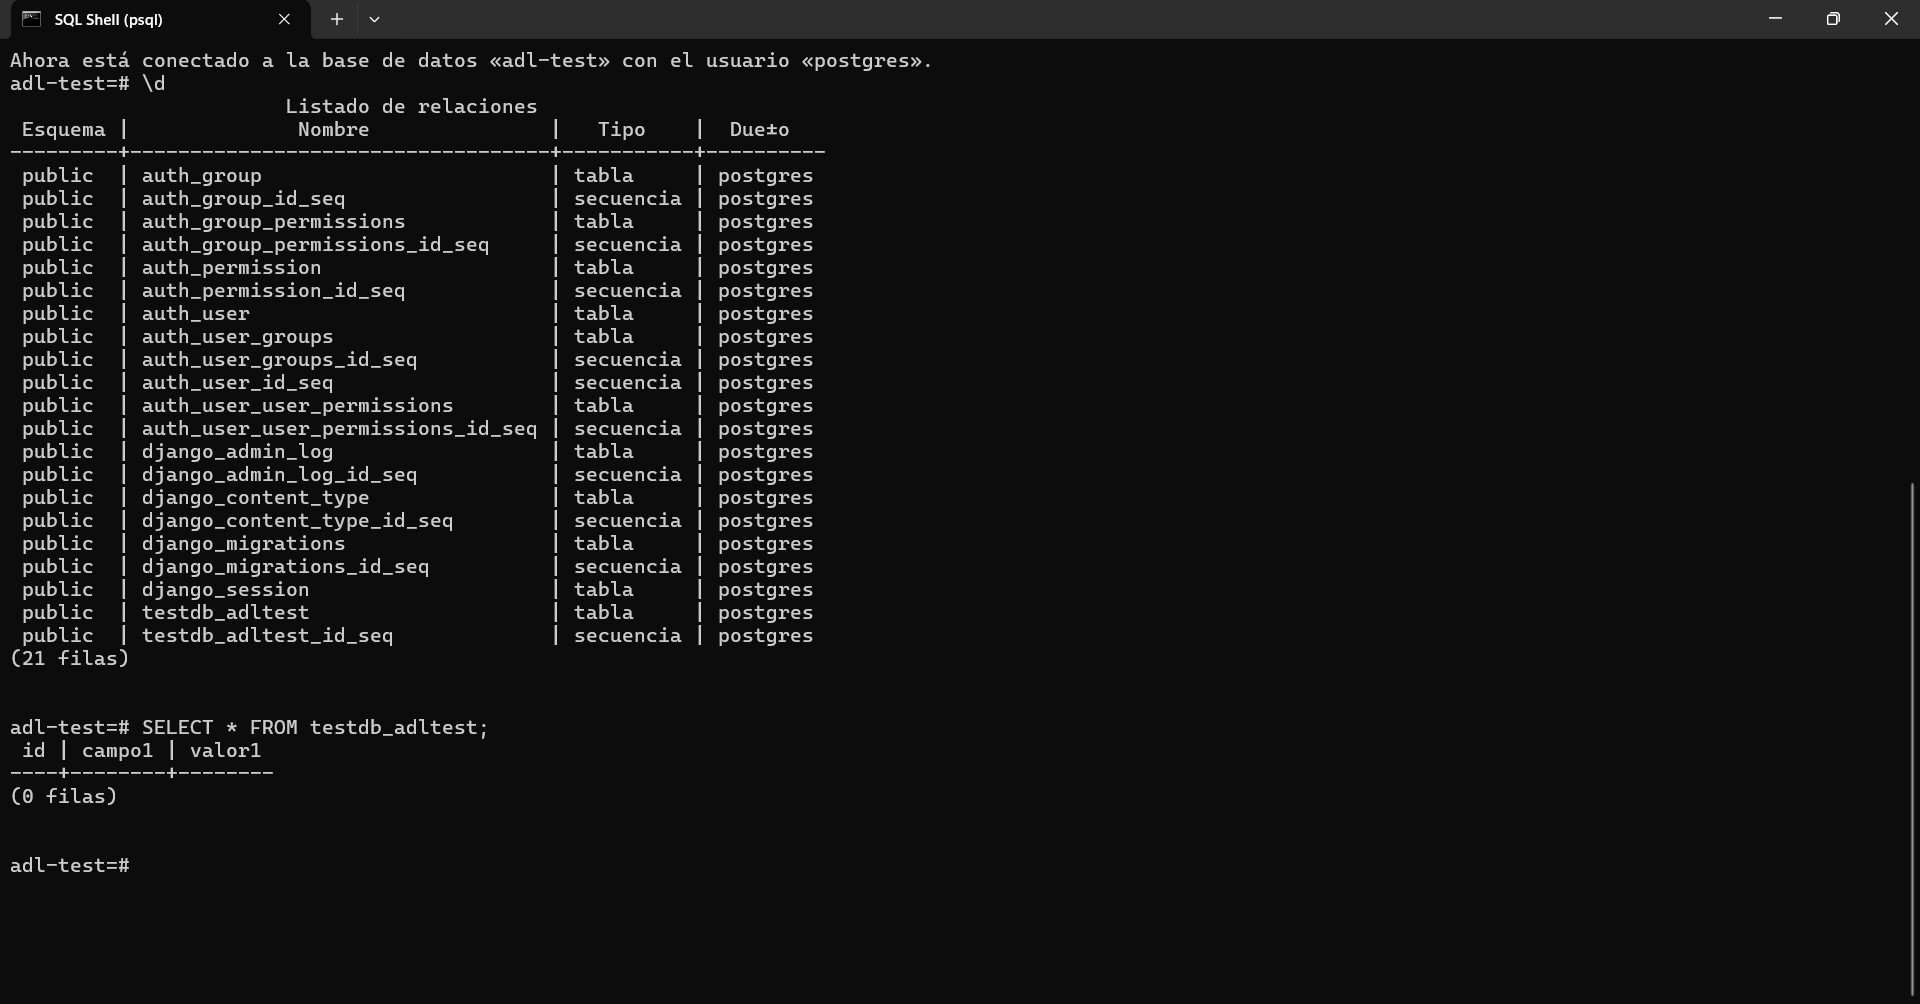 SQL Shell (psql)
Ahora está conectado a la base de datos «adl-test» con el usuario «postgres».
adl-test=# \d
                       Listado de relaciones
 Esquema |              Nombre               |   Tipo    |  Due±o
---------+-----------------------------------+-----------+----------
 public  | auth_group                        | tabla     | postgres
 public  | auth_group_id_seq                 | secuencia | postgres
 public  | auth_group_permissions            | tabla     | postgres
 public  | auth_group_permissions_id_seq     | secuencia | postgres
 public  | auth_permission                   | tabla     | postgres
 public  | auth_permission_id_seq            | secuencia | postgres
 public  | auth_user                         | tabla     | postgres
 public  | auth_user_groups                  | tabla     | postgres
 public  | auth_user_groups_id_seq           | secuencia | postgres
 public  | auth_user_id_seq                  | secuencia | postgres
 public  | auth_user_user_permissions        | tabla     | postgres
 public  | auth_user_user_permissions_id_seq | secuencia | postgres
 public  | django_admin_log                  | tabla     | postgres
 public  | django_admin_log_id_seq           | secuencia | postgres
 public  | django_content_type               | tabla     | postgres
 public  | django_content_type_id_seq        | secuencia | postgres
 public  | django_migrations                 | tabla     | postgres
 public  | django_migrations_id_seq          | secuencia | postgres
 public  | django_session                    | tabla     | postgres
 public  | testdb_adltest                    | tabla     | postgres
 public  | testdb_adltest_id_seq             | secuencia | postgres
(21 filas)
adl-test=# SELECT * FROM testdb_adltest;
 id | campo1 | valor1
----+--------+--------
(0 filas)
adl-test=#